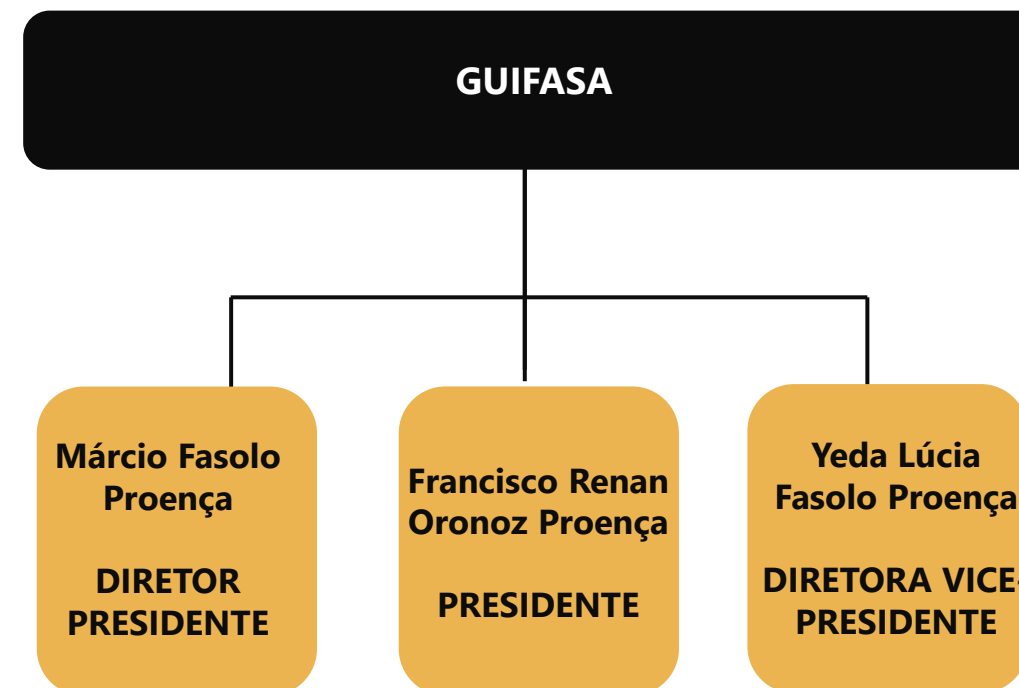 GUIFASA
Márcio Fasolo
Proença
DIRETOR
PRESIDENTE
Francisco Renan
Oronoz Proença
PRESIDENTE
Yeda Lúcia
Fasolo Proença
DIRETORA VICE-
PRESIDENTE